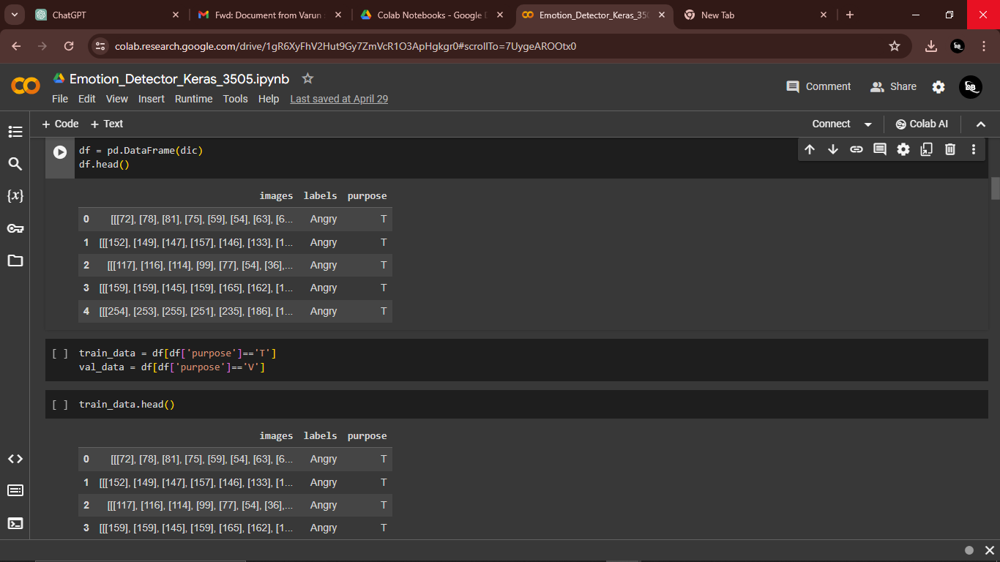 ChatGPT Fwd: Document from Varun Colab Notebooks - Google Emotion_Detector_Keras_350 New Tab
colab.research.google.com/drive/1gR6XyFhV2Hut9Gy7ZmVcR1O3ApHgkgr0#scrollTo=7UygeAROOtx0
Emotion_Detector_Keras_3505.ipynb
File Edit View Insert Runtime Tools Help Last saved at April 29
Comment Share
+ Code + Text Connect Colab AI
df = pd.DataFrame(dic)
df.head()
images labels purpose
0 [[[72], [78], [81], [75], [59], [54], [63], [6... Angry T
1 [[[152], [149], [147], [157], [146], [133], [1... Angry T
2 [[[117], [116], [114], [99], [77], [54], [36],... Angry T
3 [[[159], [159], [145], [159], [165], [162], [1... Angry T
4 [[[254], [253], [255], [251], [235], [186], [1... Angry T
[ ] train_data = df[df['purpose']=='T']
val_data = df[df['purpose']=='V']
[ ] train_data.head()
images labels purpose
0 [[[72], [78], [81], [75], [59], [54], [63], [6... Angry T
1 [[[152], [149], [147], [157], [146], [133], [1... Angry T
2 [[[117], [116], [114], [99], [77], [54], [36],... Angry T
3 [[[159], [159], [145], [159], [165], [162], [1... Angry T